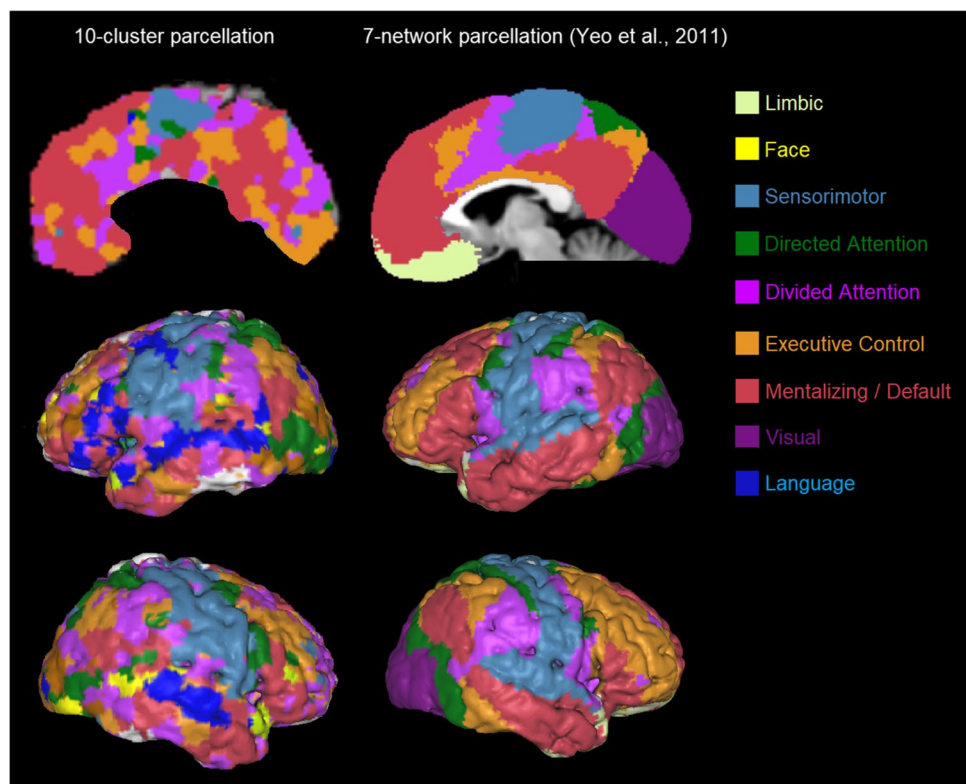 10-cluster parcellation
7-network parcellation (Yeo et al., 2011)
Limbic
Face
Sensorimotor
Directed Attention
Divided Attention
Executive Control
Mentalizing / Default
Visual
Language